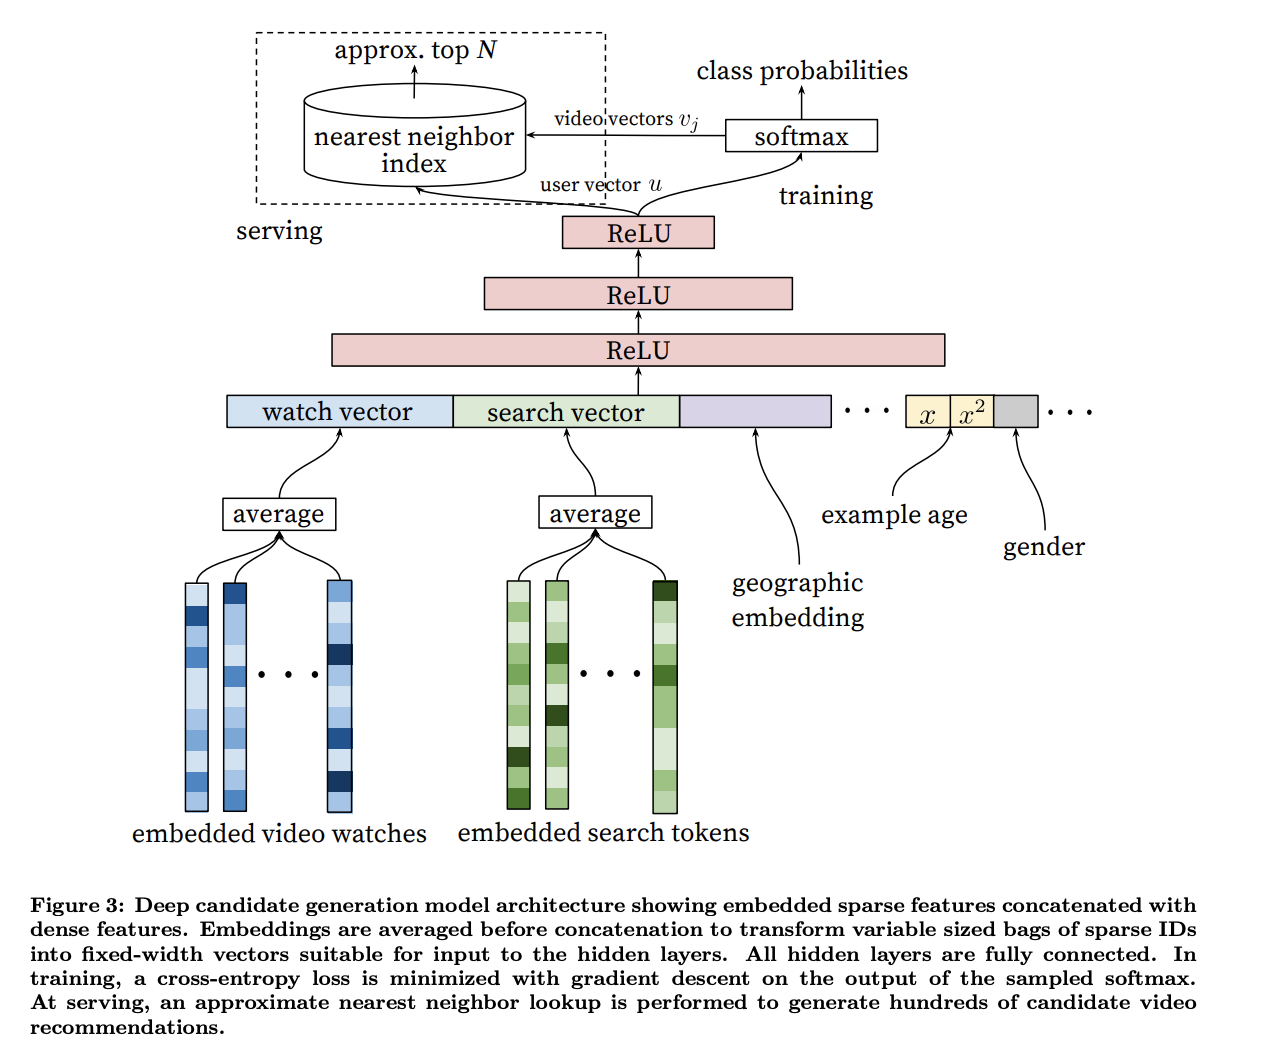 approx. top N
class probabilities
nearest neighbor
index
video vectors v_j
softmax
user vector u
training
serving
ReLU
ReLU
ReLU
watch vector
search vector
. . .
x
x²
. . .
average
average
example age
gender
geographic
embedding
. . .
. . .
embedded video watches
embedded search tokens
Figure 3: Deep candidate generation model architecture showing embedded sparse features concatenated with
dense features. Embeddings are averaged before concatenation to transform variable sized bags of sparse IDs
into fixed-width vectors suitable for input to the hidden layers. All hidden layers are fully connected. In
training, a cross-entropy loss is minimized with gradient descent on the output of the sampled softmax.
At serving, an approximate nearest neighbor lookup is performed to generate hundreds of candidate video
recommendations.